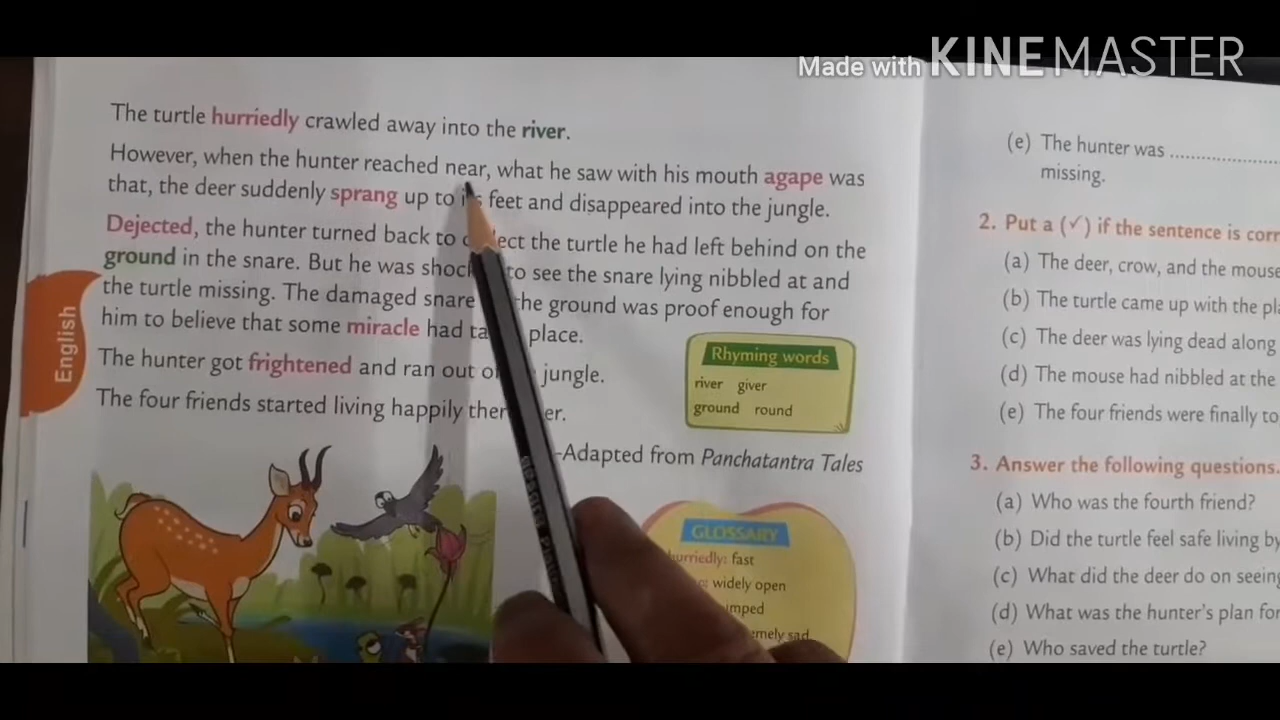 Made with KINEMASTER
The turtle hurriedly crawled away into the river.
However, when the hunter reached near, what he saw with his mouth agape was
that, the deer suddenly sprang up to its feet and disappeared into the jungle.
Dejected, the hunter turned back to the turtle he had left behind on the
ground in the snare. But he was to see the snare lying nibbled at and
the turtle missing. The damaged snare ground was proof enough for
him to believe that some miracle had place.
The hunter got frightened and ran out jungle.
The four friends started living happily
-Adapted from Panchatantra Tales
English
Rhyming words
river giver
ground round
GLOSSARY
hurriedly: fast
widely open
sad
(e) The hunter was ..............................
missing.
2. Put a (✓) if the sentence is
(a) The deer, crow, and the mouse
(b) The turtle came up with the
(c) The deer was lying dead along
(d) The mouse had nibbled at the
(e) The four friends were finally
3. Answer the following questions.
(a) Who was the fourth friend?
(b) Did the turtle feel safe living
(c) What did the deer do on
(d) What was the hunter's plan
(e) Who saved the turtle?